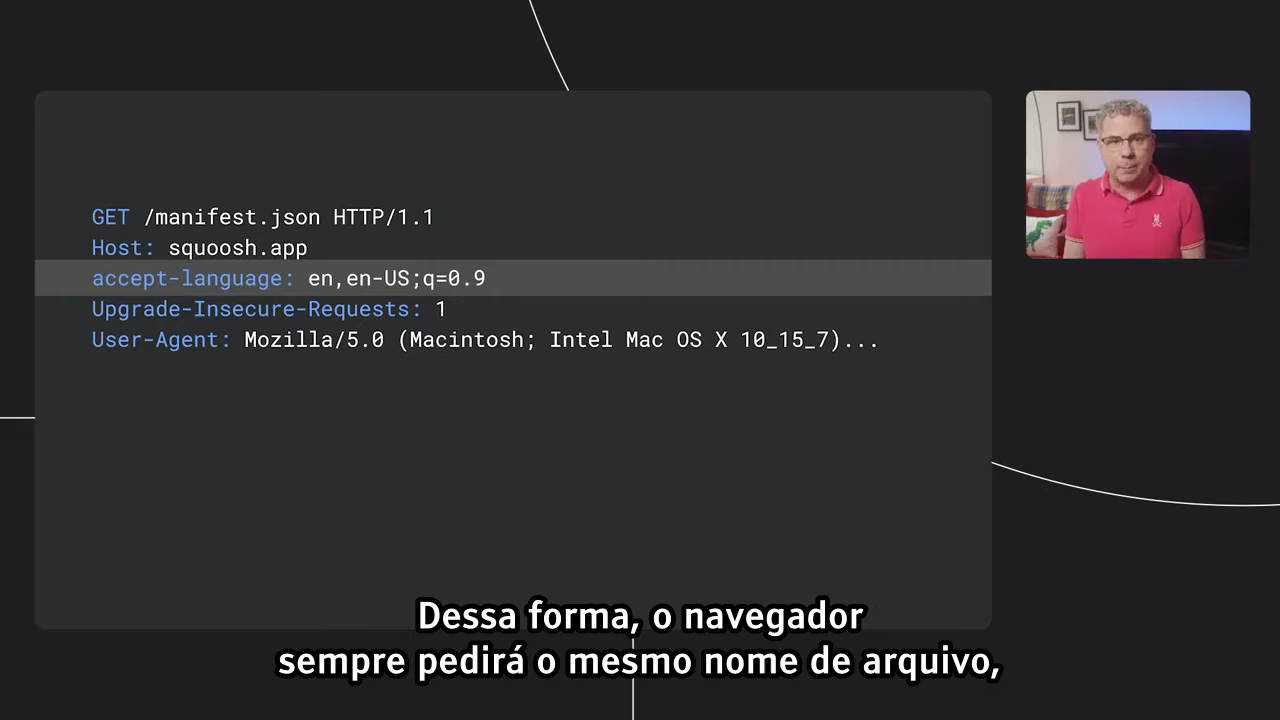 GET /manifest.json HTTP/1.1
Host: squoosh.app
accept-language: en,en-US;q=0.9
Upgrade-Insecure-Requests: 1
User-Agent: Mozilla/5.0 (Macintosh; Intel Mac OS X 10_15_7)...
Dessa forma, o navegador
sempre pedirá o mesmo nome de arquivo,